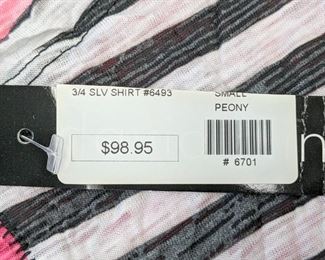 3/4 SLV SHIRT #6493
SMALL
PEONY
$98.95
# 6701